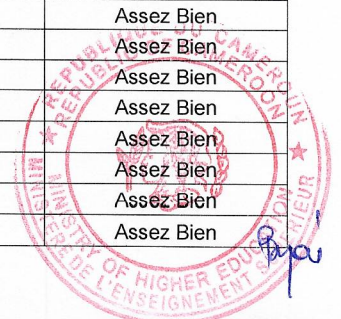 Assez Bien
Assez Bien
Assez Bien
Assez Bien
Assez Bien
Assez Bien
Assez Bien
Assez Bien
REPUBLIQUE DU CAMEROUN
REPUBLIC OF CAMEROON
MINISTRY OF HIGHER EDUCATION
MINISTERE DE L'ENSEIGNEMENT SUPERIEUR